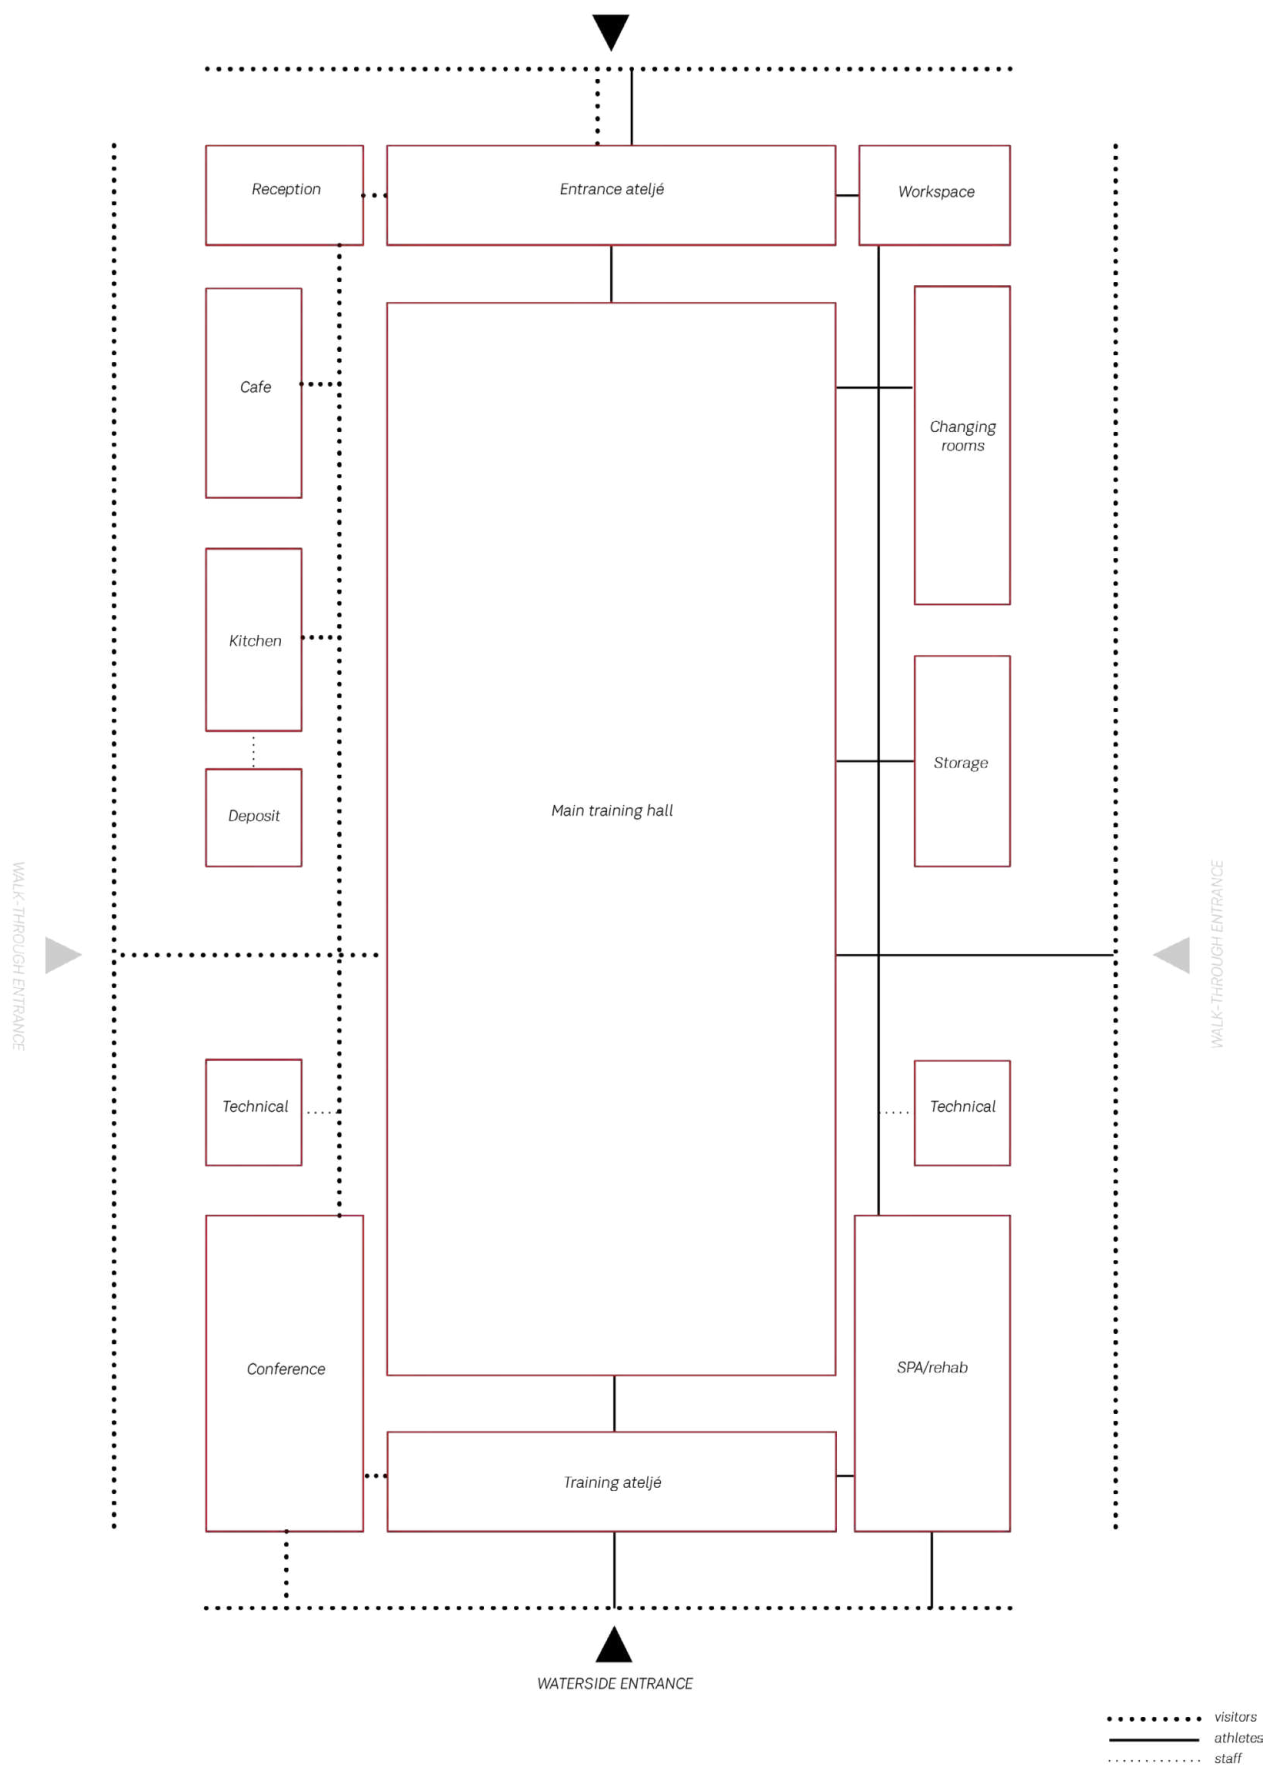 Reception
Entrance ateljé
Workspace
Cafe
Changing
rooms
Kitchen
Storage
Main training hall
Deposit
WALK-THROUGH ENTRANCE
WALK-THROUGH ENTRANCE
Technical
Technical
Conference
SPA/rehab
Training ateljé
WATERSIDE ENTRANCE
visitors
athletes
staff